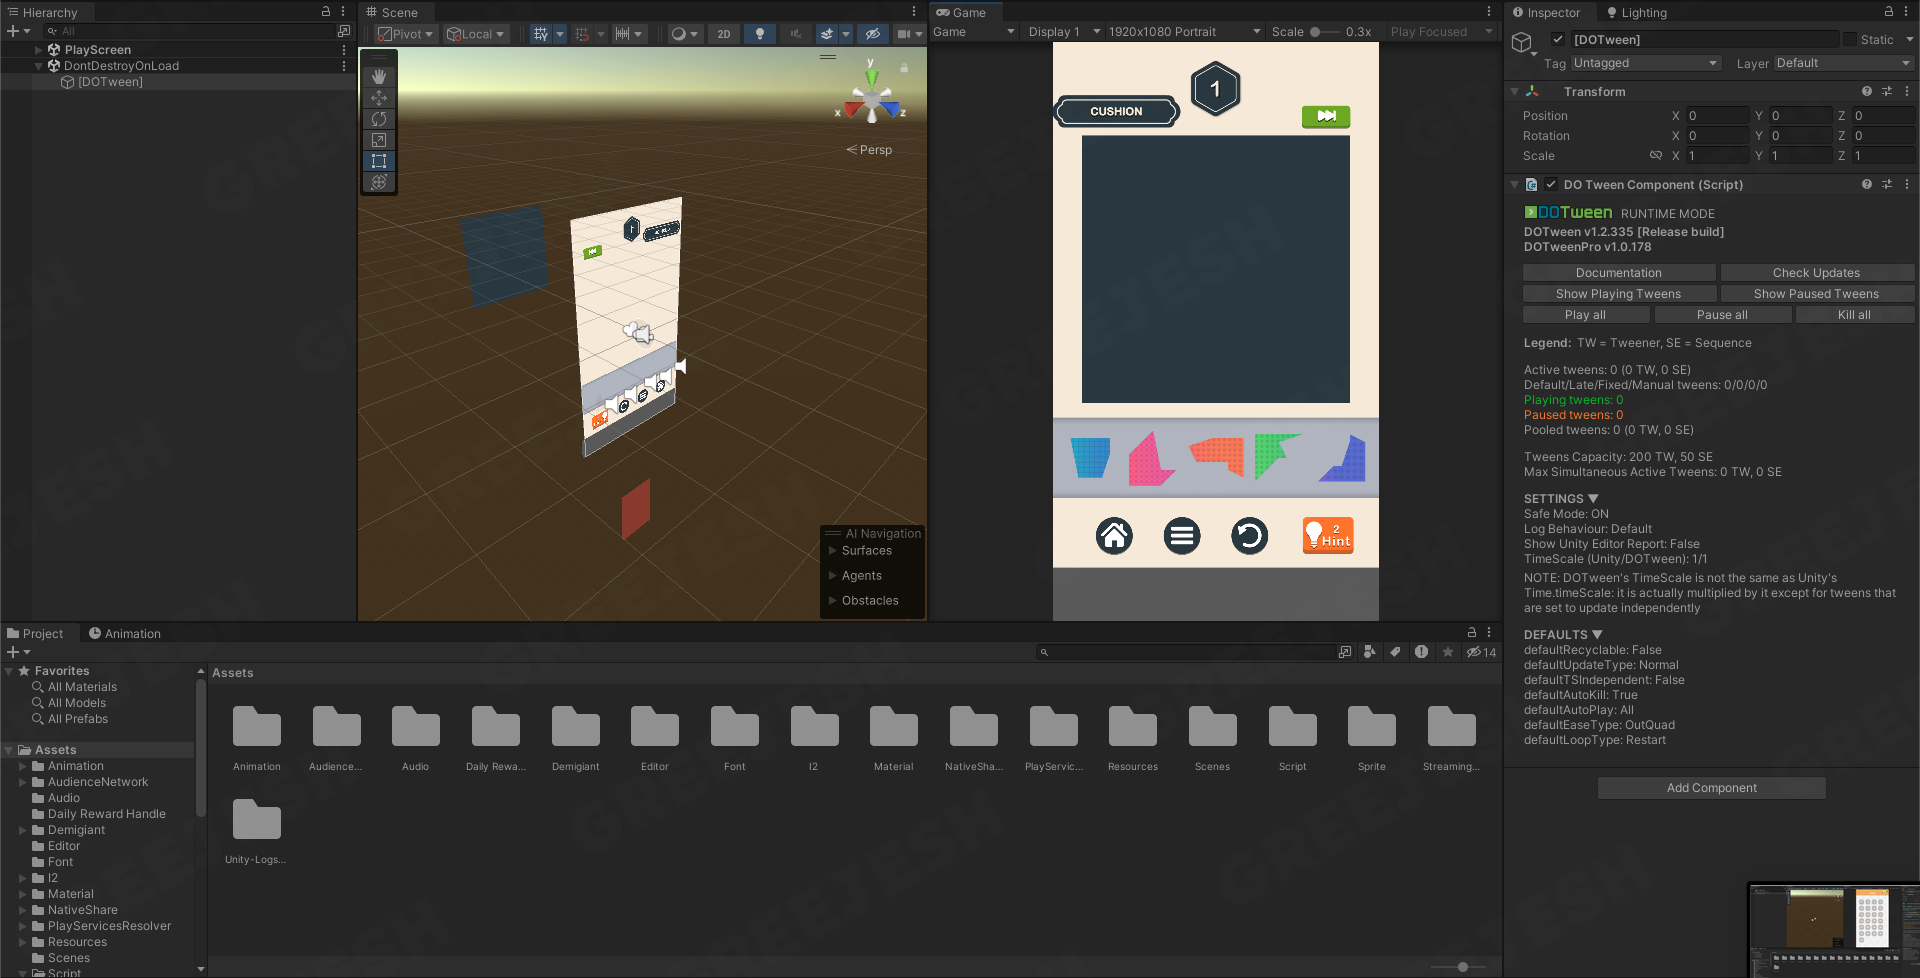 Hierarchy
All
PlayScreen
DontDestroyOnLoad
[DOTween]
Scene
Pivot
Local
2D
y
x
z
Persp
AI Navigation
Surfaces
Agents
Obstacles
Game
Game
Display 1
1920x1080 Portrait
Scale
0.3x
Play Focused
1
CUSHION
2
Hint
Inspector
Lighting
[DOTween]
Static
Tag Untagged
Layer Default
Transform
Position X 0 Y 0 Z 0
Rotation X 0 Y 0 Z 0
Scale X 1 Y 1 Z 1
DO Tween Component (Script)
DOTween RUNTIME MODE
DOTween v1.2.335 [Release build]
DOTweenPro v1.0.178
Documentation
Check Updates
Show Playing Tweens
Show Paused Tweens
Play all
Pause all
Kill all
Legend: TW = Tweener, SE = Sequence
Active tweens: 0 (0 TW, 0 SE)
Default/Late/Fixed/Manual tweens: 0/0/0/0
Playing tweens: 0
Paused tweens: 0
Pooled tweens: 0 (0 TW, 0 SE)
Tweens Capacity: 200 TW, 50 SE
Max Simultaneous Active Tweens: 0 TW, 0 SE
SETTINGS ▼
Safe Mode: ON
Log Behaviour: Default
Show Unity Editor Report: False
TimeScale (Unity/DOTween): 1/1
NOTE: DOTween's TimeScale is not the same as Unity's
Time.timeScale: it is actually multiplied by it except for tweens that
are set to update independently
DEFAULTS ▼
defaultRecyclable: False
defaultUpdateType: Normal
defaultTSIndependent: False
defaultAutoKill: True
defaultAutoPlay: All
defaultEaseType: OutQuad
defaultLoopType: Restart
Add Component
Project
Animation
14
Favorites
All Materials
All Models
All Prefabs
Assets
Animation
AudienceNetwork
Audio
Daily Reward Handle
Demigiant
Editor
Font
I2
Material
NativeShare
PlayServicesResolver
Resources
Scenes
Script
Assets
Animation
Audience...
Audio
Daily Rewa...
Demigiant
Editor
Font
I2
Material
NativeSha...
PlayServic...
Resources
Scenes
Script
Sprite
Streaming...
Unity-Logs...
GREEJESH